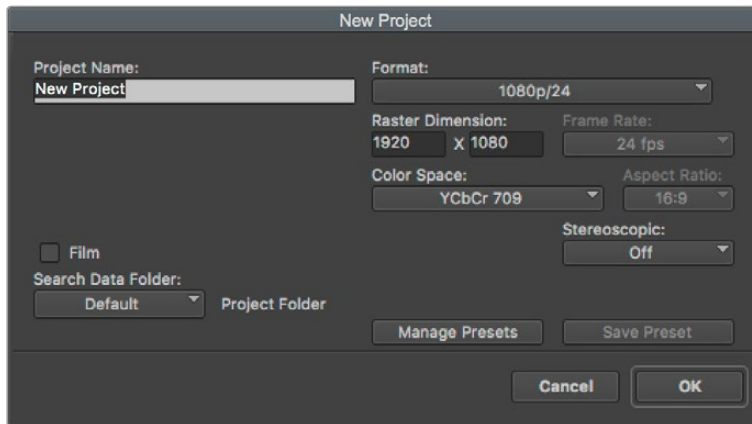 New Project
Project Name:
New Project
Format:
1080p/24
Raster Dimension:
Frame Rate:
1920 X 1080
24 fps
Color Space:
Aspect Ratio:
YCbCr 709
16:9
Stereoscopic:
Off
Film
Search Data Folder:
Default
Project Folder
Manage Presets
Save Preset
Cancel
OK